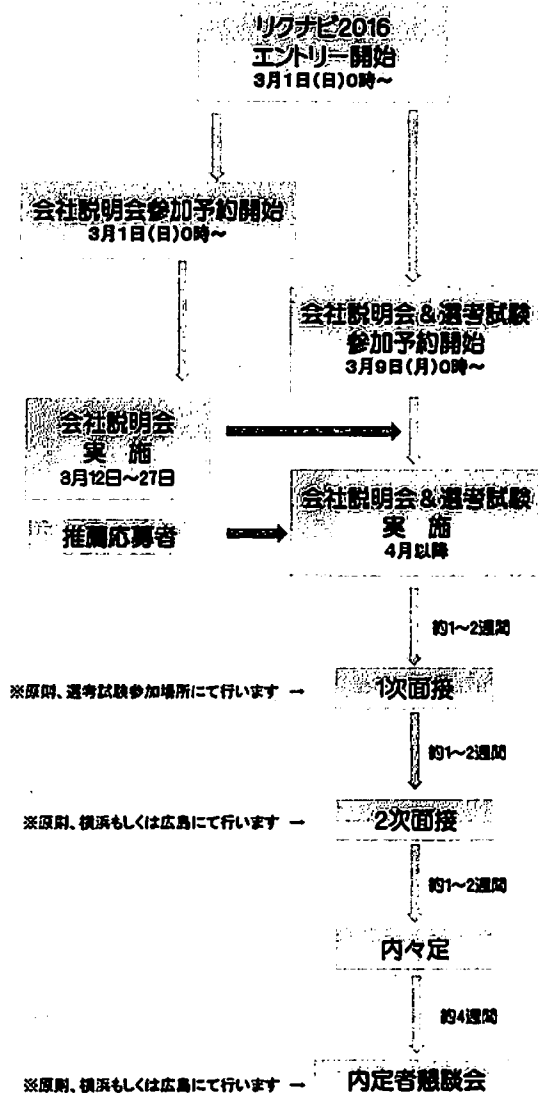 リクナビ2016
エントリー開始
3月1日(日)0時～
会社説明会参加予約開始
3月1日(日)0時～
会社説明会&選考試験
参加予約開始
3月9日(月)0時～
会社説明会
実 施
3月12日～27日
会社説明会&選考試験
実 施
4月以降
推薦応募者
約1～2週間
※原則、選考試験参加場所にて行います →
1次面接
約1～2週間
※原則、横浜もしくは広島にて行います →
2次面接
約1～2週間
内々定
約4週間
※原則、横浜もしくは広島にて行います →
内定者懇談会